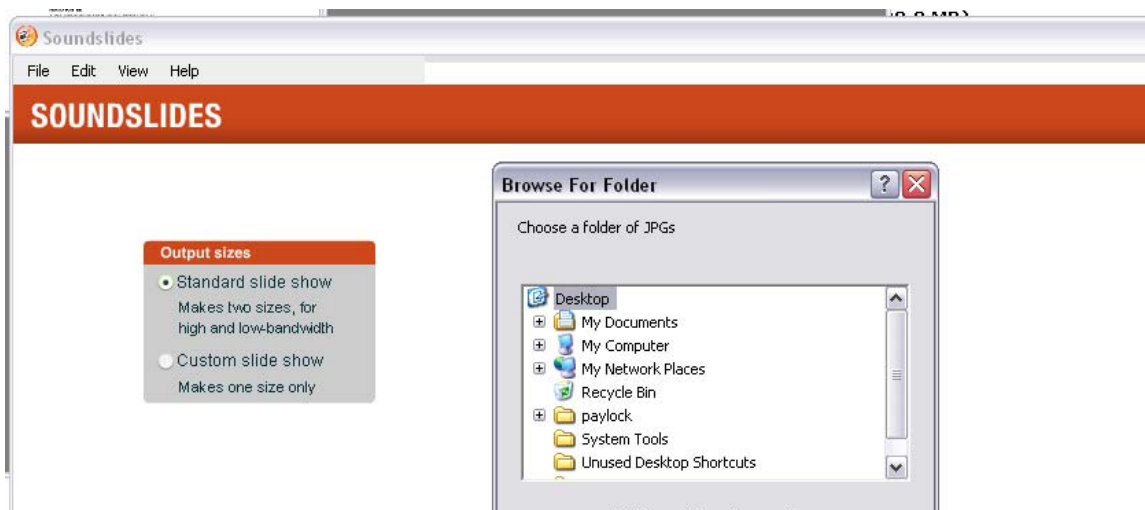 Soundslides
File Edit View Help
SOUNDSLIDES
Output sizes
Standard slide show
Makes two sizes, for
high and low-bandwidth
Custom slide show
Makes one size only
Browse For Folder
Choose a folder of JPGs
Desktop
My Documents
My Computer
My Network Places
Recycle Bin
paylock
System Tools
Unused Desktop Shortcuts